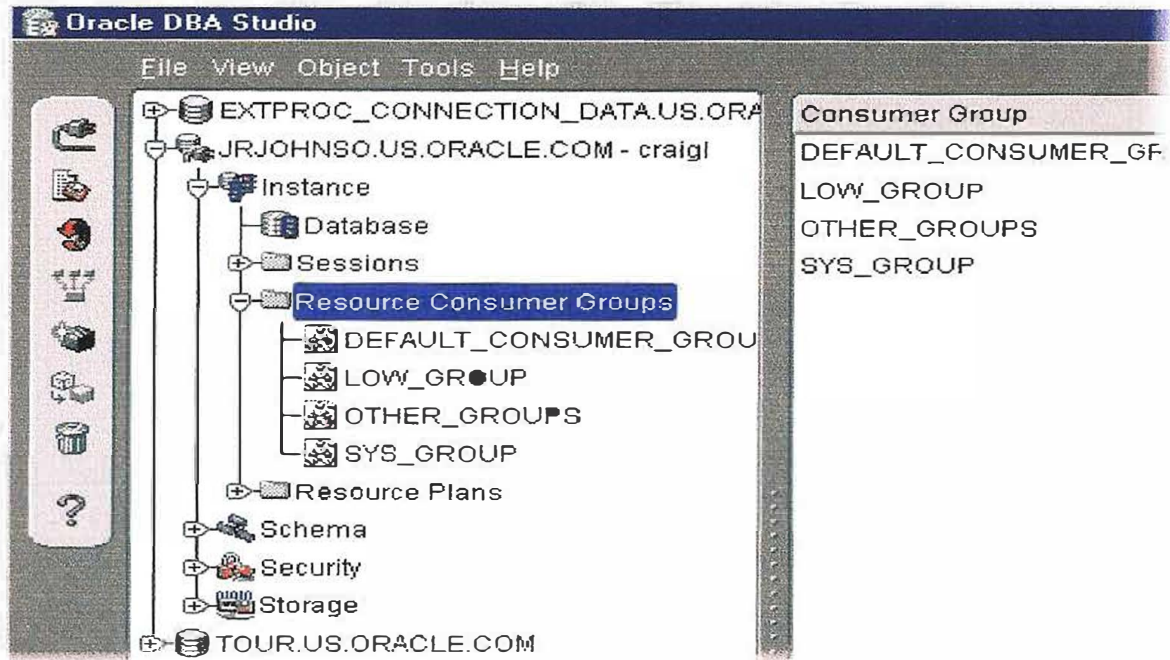 Oracle DBA Studio
File View Object Tools Help
EXTPROC_CONNECTION_DATA.US.ORA
JRJOHNSO.US.ORACLE.COM - craigl
Instance
Database
Sessions
Resource Consumer Groups
DEFAULT_CONSUMER_GROU
LOW_GROUP
OTHER_GROUPS
SYS_GROUP
Resource Plans
Schema
Security
Storage
TOUR.US.ORACLE.COM
Consumer Group
DEFAULT_CONSUMER_GR
LOW_GROUP
OTHER_GROUPS
SYS_GROUP